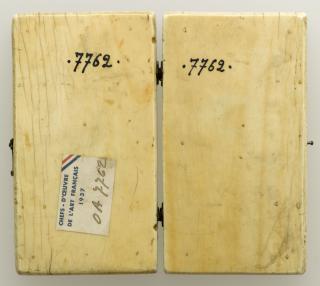 ·7762·
·7762·
CHEFS-D'ŒUVRE
DE L'ART FRANÇAIS
1937
OA 7762